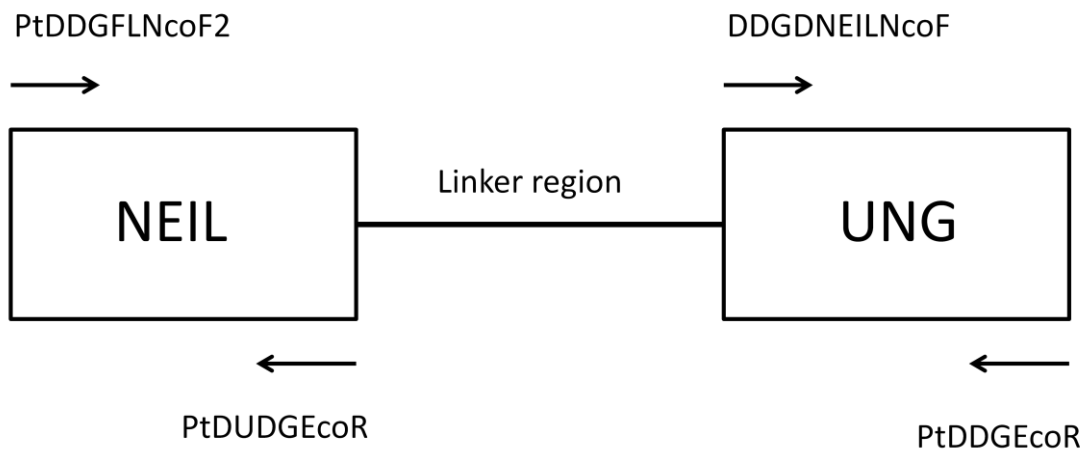 PtDDGFLNcoF2
DDGDNEILNcoF
NEIL
Linker region
UNG
PtDUDGEcoR
PtDDGEcoR